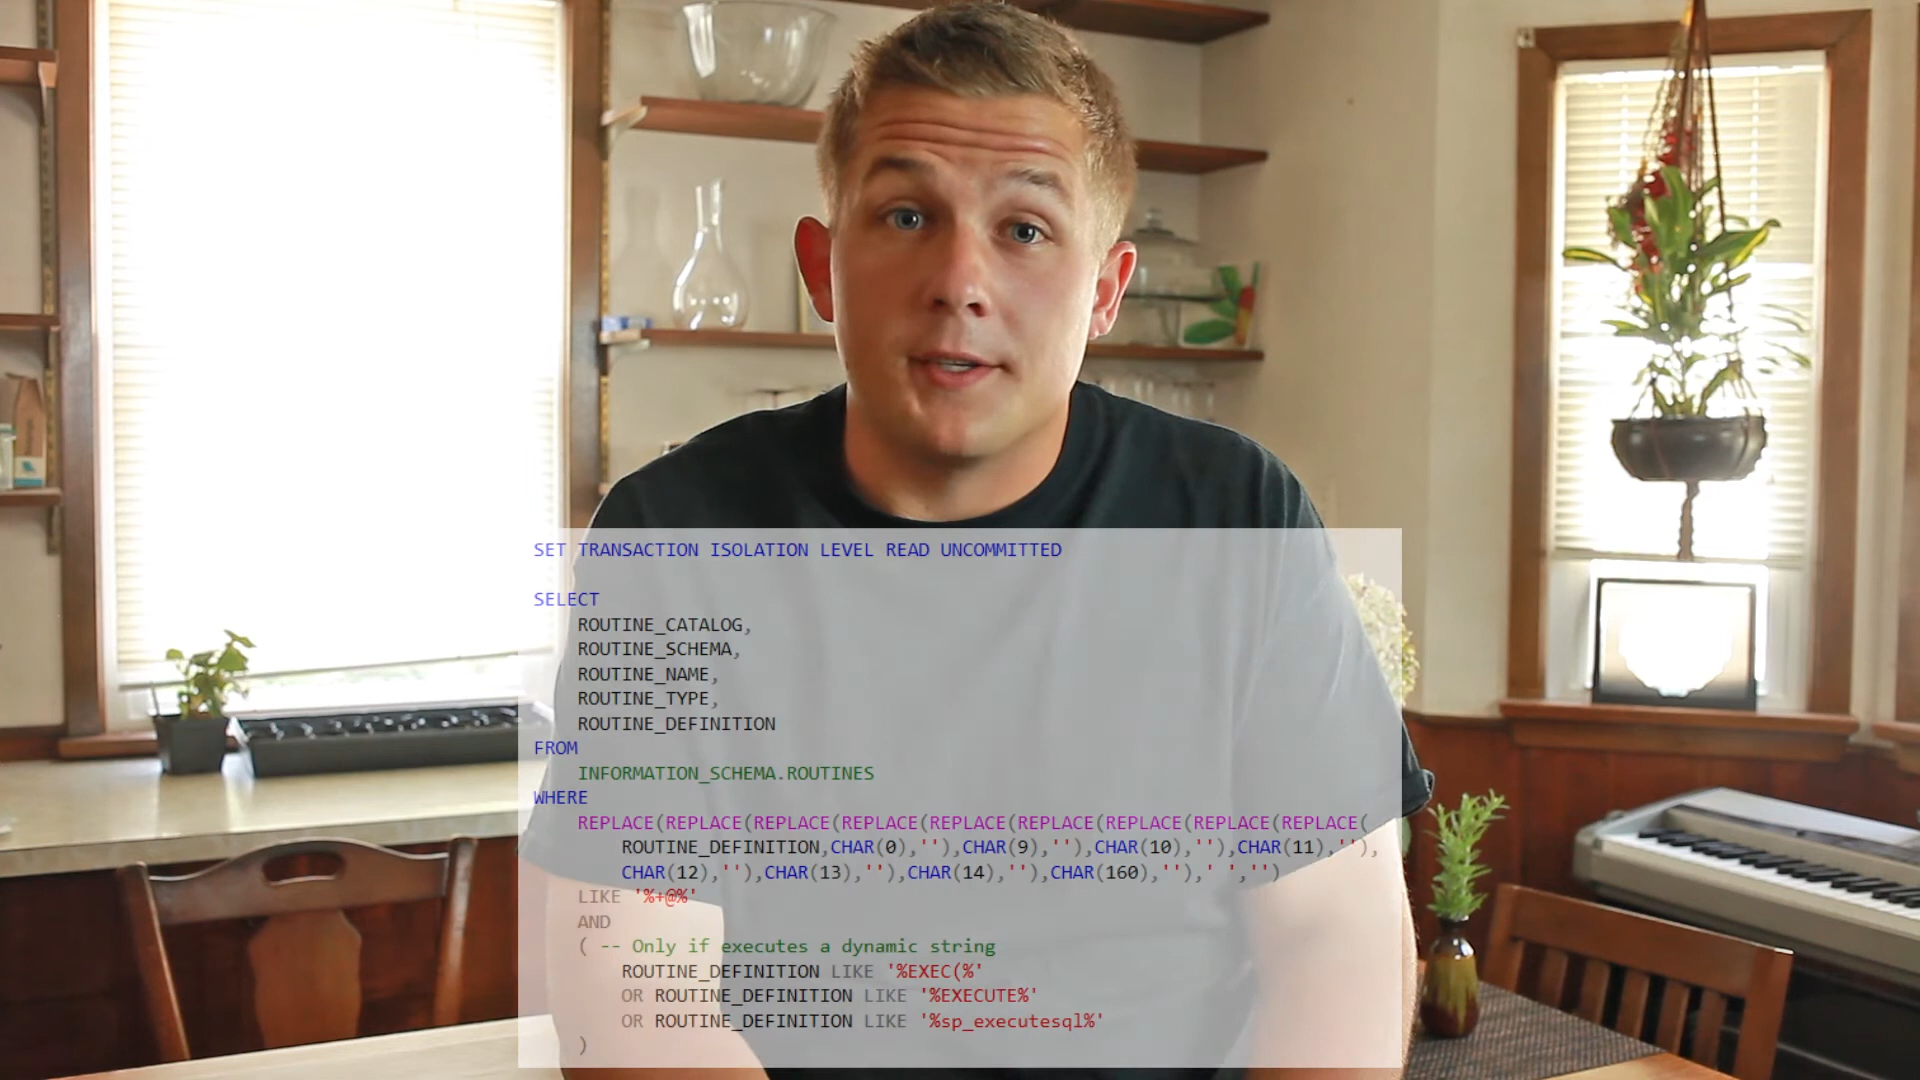 SET TRANSACTION ISOLATION LEVEL READ UNCOMMITTED
SELECT
ROUTINE_CATALOG,
ROUTINE_SCHEMA,
ROUTINE_NAME,
ROUTINE_TYPE,
ROUTINE_DEFINITION
FROM
INFORMATION_SCHEMA.ROUTINES
WHERE
REPLACE(REPLACE(REPLACE(REPLACE(REPLACE(REPLACE(REPLACE(REPLACE(REPLACE(
ROUTINE_DEFINITION,CHAR(0),''),CHAR(9),''),CHAR(10),''),CHAR(11),''),
CHAR(12),''),CHAR(13),''),CHAR(14),''),CHAR(160),''),' ','')
LIKE '%+@%'
AND
( -- Only if executes a dynamic string
ROUTINE_DEFINITION LIKE '%EXEC(%'
OR ROUTINE_DEFINITION LIKE '%EXECUTE%'
OR ROUTINE_DEFINITION LIKE '%sp_executesql%'
)